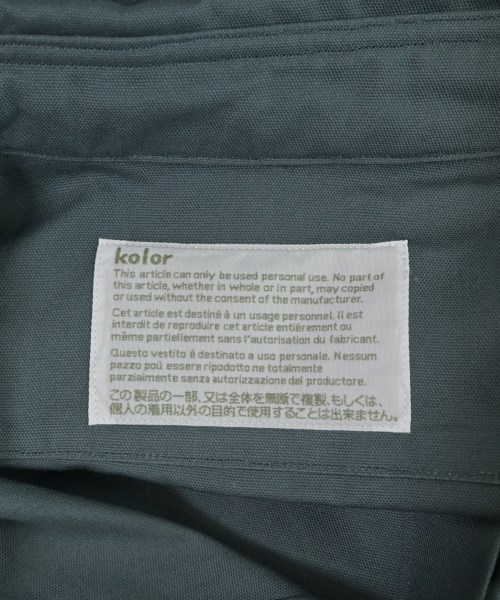 kolor
This article can only be used personal use. No part of
this article, whether in whole or in part, may copied
or used without the consent of the manufacturer.
Cet article est destiné à un usage personnel. Il est
interdit de reproduire cet article entiérement ou
même partiellement sans l'autorisation du fabricant.
Questo vestito é destinato a uso personale. Nessum
pezzo poù essere ripodotto ne totalmente
parziaimente senza autorizzazione del productore.
この製品の一部、又は全体を無断で複製、もしくは、
個人の着用以外の目的で使用することは出来ません。